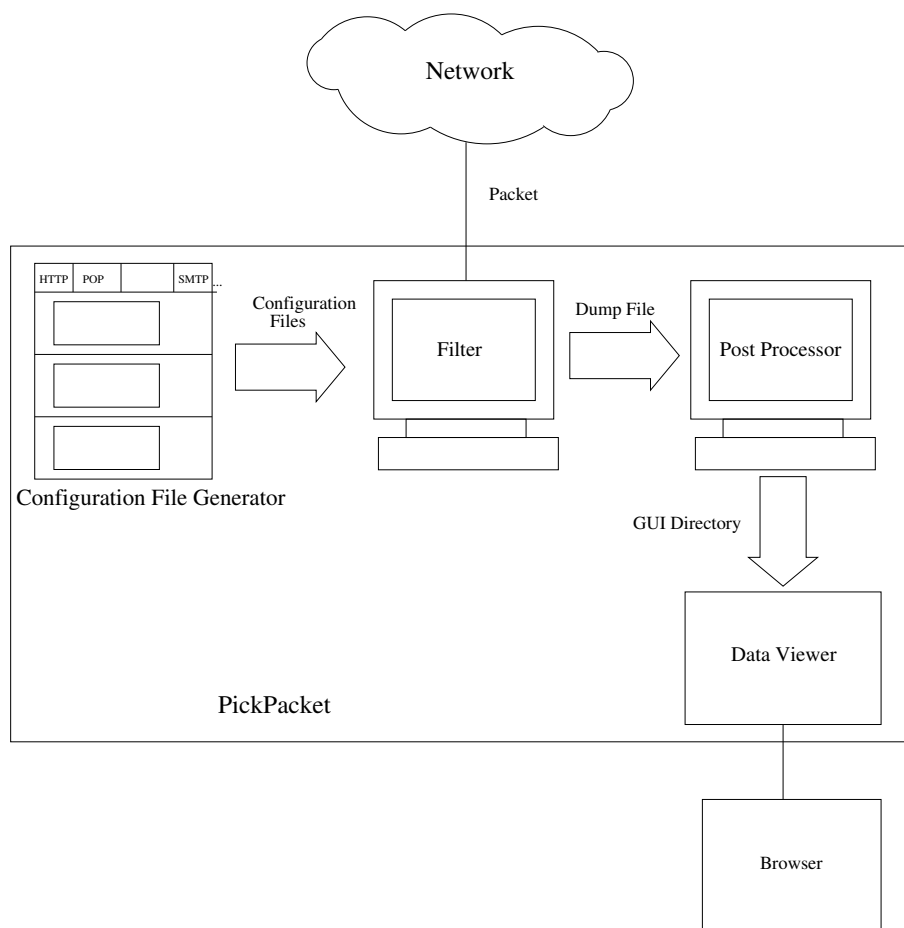 Network
Packet
HTTP POP SMTP ...
Configuration
Files
Dump File
Filter
Post Processor
Configuration File Generator
GUI Directory
Data Viewer
PickPacket
Browser